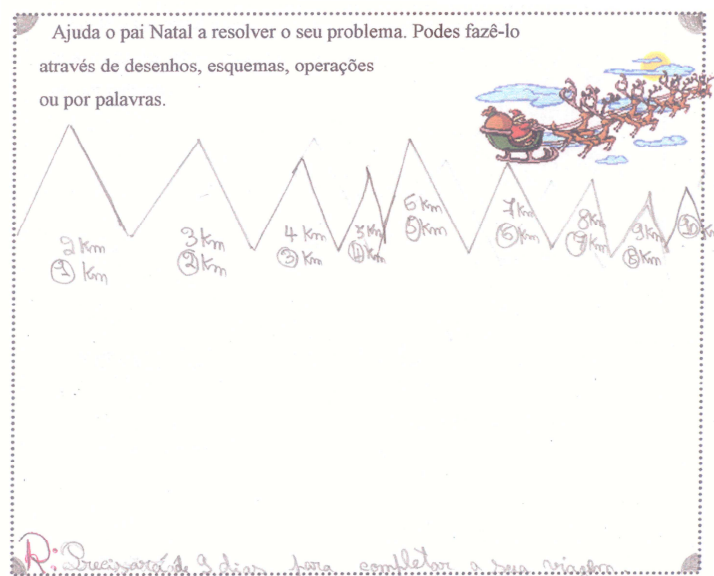 Ajuda o pai Natal a resolver o seu problema. Podes fazê-lo
através de desenhos, esquemas, operações
ou por palavras.
2 km 3 km 4 km 5 km 6 km 7 km 8 km 9 km 10 km
1 km 2 km 3 km 4 km 5 km 6 km 7 km 8 km
R: Precisará de 9 dias para completar a sua viagem.